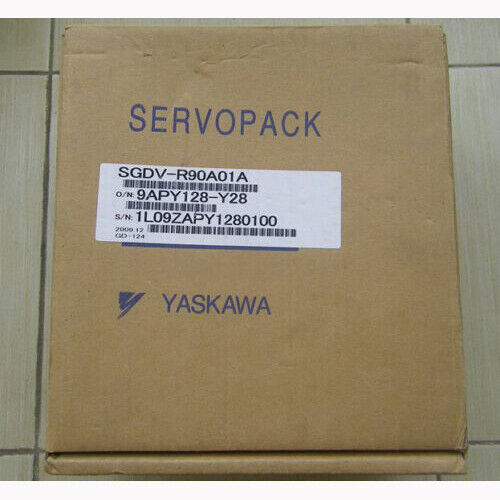 SERVOPACK
SGDV-R90A01A
O/N: 9APY128-Y28
S/N: 1L09ZAPY1280100
2009.12
GD-124
YASKAWA